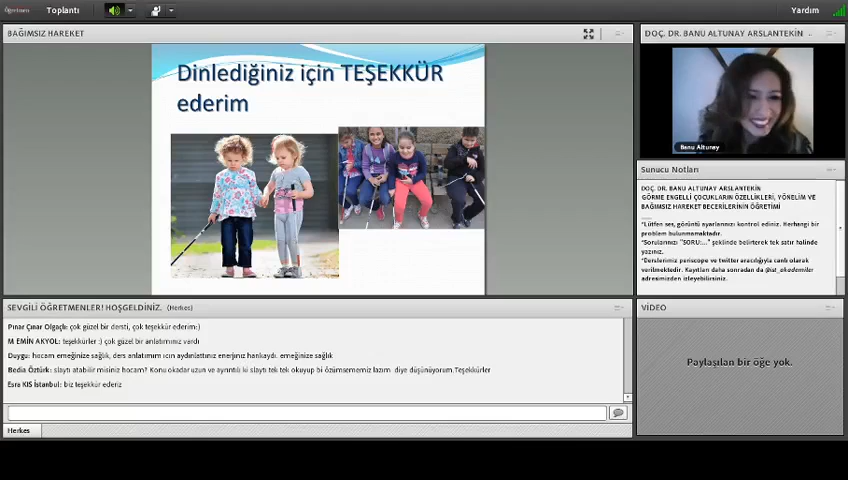 Öğretmen Toplantı Yardım
BAĞIMSIZ HAREKET
Dinlediğiniz için TEŞEKKÜR
ederim
DOÇ. DR. BANU ALTUNAY ARSLANTEKİN ..
Banu Altunay
Sunucu Notları
DOÇ. DR. BANU ALTUNAY ARSLANTEKİN
GÖRME ENGELLİ ÇOCUKLARIN ÖZELLİKLERİ, YÖNELİM VE
BAĞIMSIZ HAREKET BECERİLERİNİN ÖĞRETİMİ
.....
*Lütfen ses, görüntü ayarlarınızı kontrol ediniz. Herhangi bir
problem bulunmamaktadır.
*Sorularınızı "SORU:..." şeklinde belirterek tek satır halinde
yazınız.
*Derslerimiz periscope ve twitter aracılığıyla canlı olarak
verilmektedir. Kayıtları daha sonradan da @ist_akademiler
adresimizden izleyebilirsiniz.
SEVGİLİ ÖĞRETMENLER! HOŞGELDİNİZ. (Herkes)
Pınar Çınar Olgaçlı: çok güzel bir dersti, çok teşekkür ederim:)
M EMİN AKYOL: teşekkürler :) çok güzel bir anlatımınız vardı
Duygu: hocam emeğinize sağlık, ders anlatımım için aydınlattınız enerjınız harikaydı. emeğinize sağlık
Bedia Öztürk: slaytı atabilir misiniz hocam? Konu okadar uzun ve ayrıntılı ki slaytı tek tek okuyup bi özümsememiz lazım diye düşünüyorum.Teşekkürler
Esra KIS İstanbul: biz teşekkür ederiz
Herkes
VİDEO
Paylaşılan bir öğe yok.